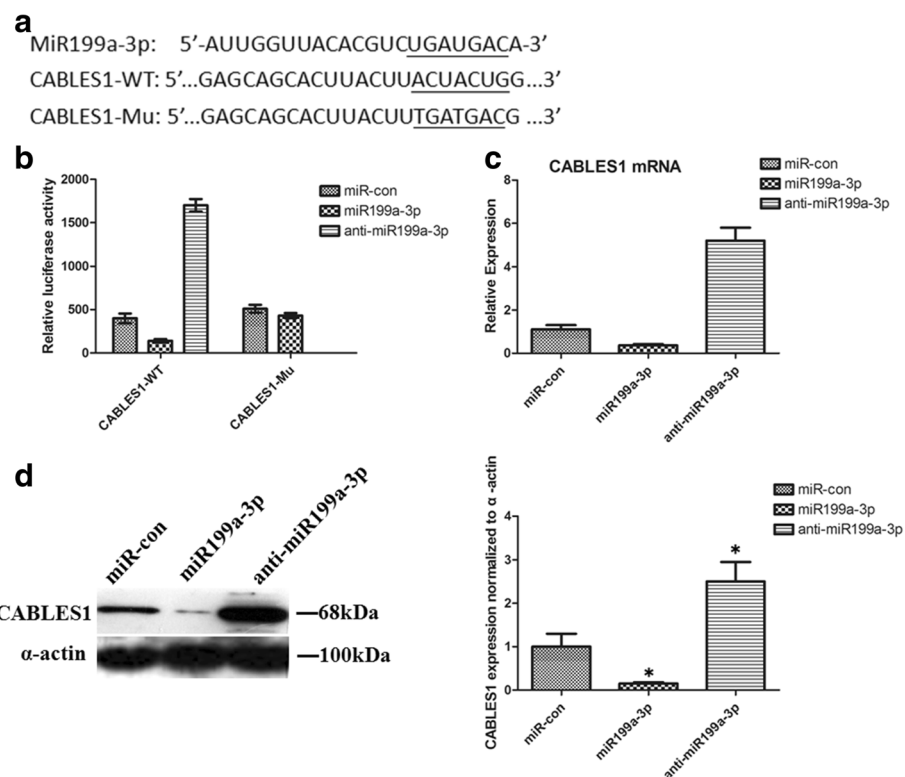 a
MiR199a-3p: 5’-AUUGGUUACACGUCUGAUGACA-3’
CABLES1-WT: 5’...GAGCAGCACUUACUUACUACUGG...3’
CABLES1-Mu: 5’...GAGCAGCACUUACUUTGATGACG ...3’
b
Relative luciferase activity
2000
1500
1000
500
0
CABLES1-WT
CABLES1-Mu
miR-con
miR199a-3p
anti-miR199a-3p
c
CABLES1 mRNA
Relative Expression
8
6
4
2
0
miR-con
miR199a-3p
anti-miR199a-3p
miR-con
miR199a-3p
anti-miR199a-3p
d
miR-con
miR199a-3p
anti-miR199a-3p
CABLES1
68kDa
α-actin
100kDa
CABLES1 expression normalized to α -actin
4
3
2
1
0
*
*
miR-con
miR199a-3p
anti-miR199a-3p
miR-con
miR199a-3p
anti-miR199a-3p